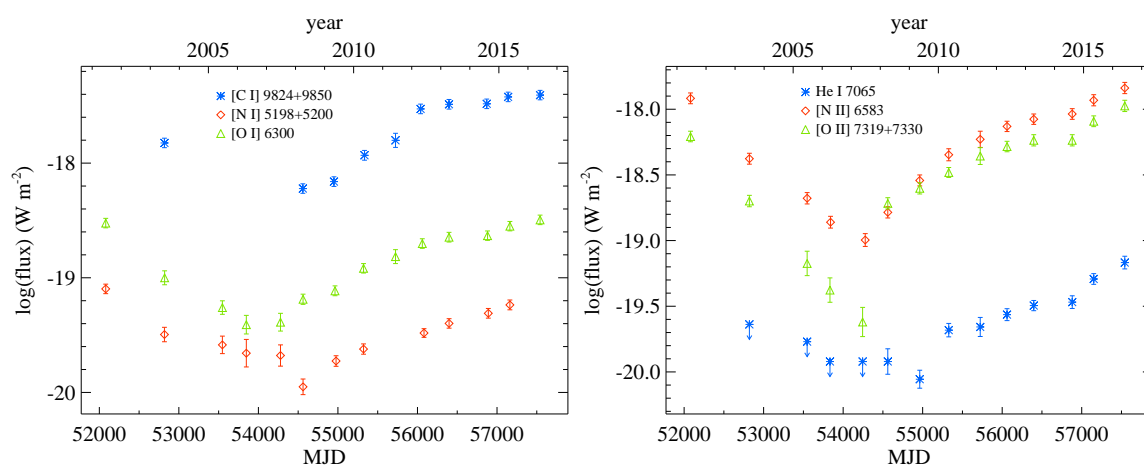 year
2005 2010 2015
[C I] 9824+9850
[N I] 5198+5200
[O I] 6300
-17
-18
-19
-20
log(flux) (W m-2)
52000 53000 54000 55000 56000 57000
MJD
year
2005 2010 2015
He I 7065
[N II] 6583
[O II] 7319+7330
-18.0
-18.5
-19.0
-19.5
-20.0
log(flux) (W m-2)
52000 53000 54000 55000 56000 57000
MJD